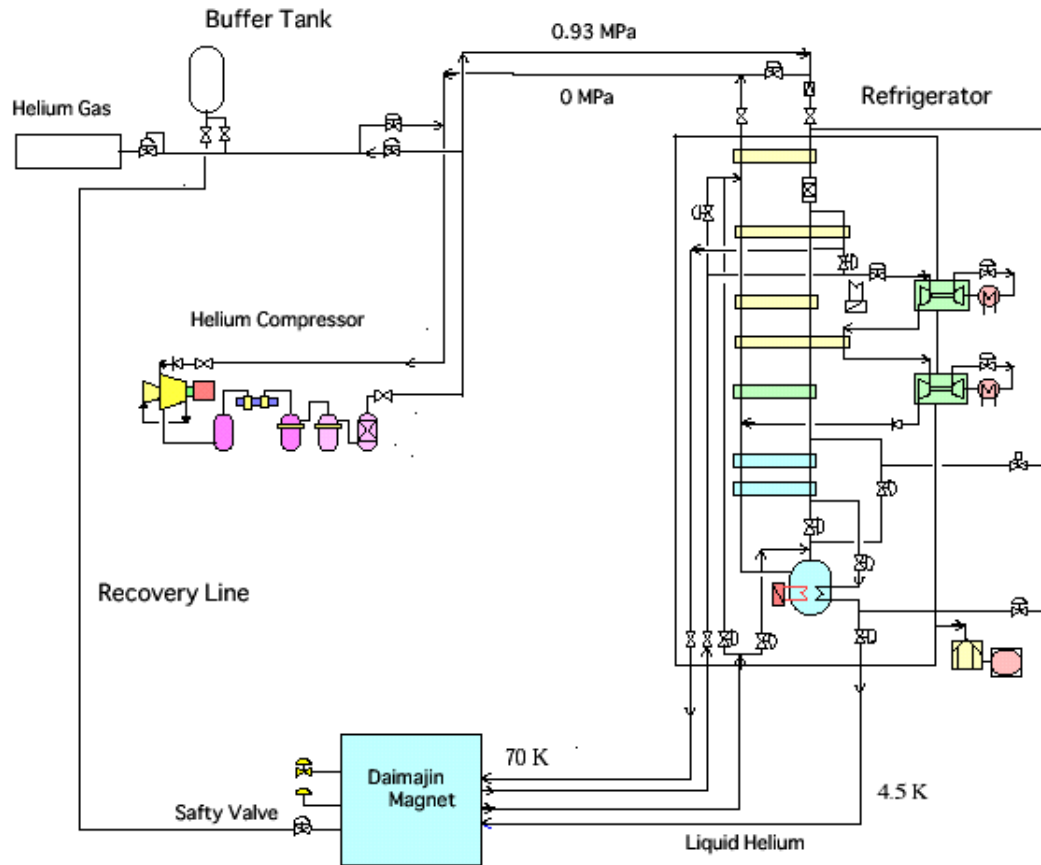 Buffer Tank
0.93 MPa
Helium Gas
0 MPa
Refrigerator
Helium Compressor
M
M
Recovery Line
70 K
Daimajin
Magnet
4.5 K
Safty Valve
Liquid Helium